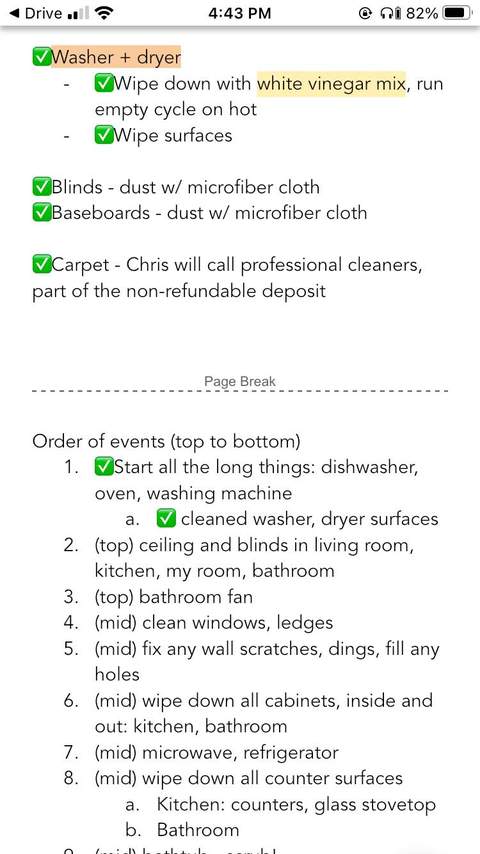 ◀ Drive 4:43 PM 82%
✅Washer + dryer
- ✅Wipe down with white vinegar mix, run
empty cycle on hot
- ✅Wipe surfaces
✅Blinds - dust w/ microfiber cloth
✅Baseboards - dust w/ microfiber cloth
✅Carpet - Chris will call professional cleaners,
part of the non-refundable deposit
Page Break
Order of events (top to bottom)
1. ✅Start all the long things: dishwasher,
oven, washing machine
a. ✅ cleaned washer, dryer surfaces
2. (top) ceiling and blinds in living room,
kitchen, my room, bathroom
3. (top) bathroom fan
4. (mid) clean windows, ledges
5. (mid) fix any wall scratches, dings, fill any
holes
6. (mid) wipe down all cabinets, inside and
out: kitchen, bathroom
7. (mid) microwave, refrigerator
8. (mid) wipe down all counter surfaces
a. Kitchen: counters, glass stovetop
b. Bathroom